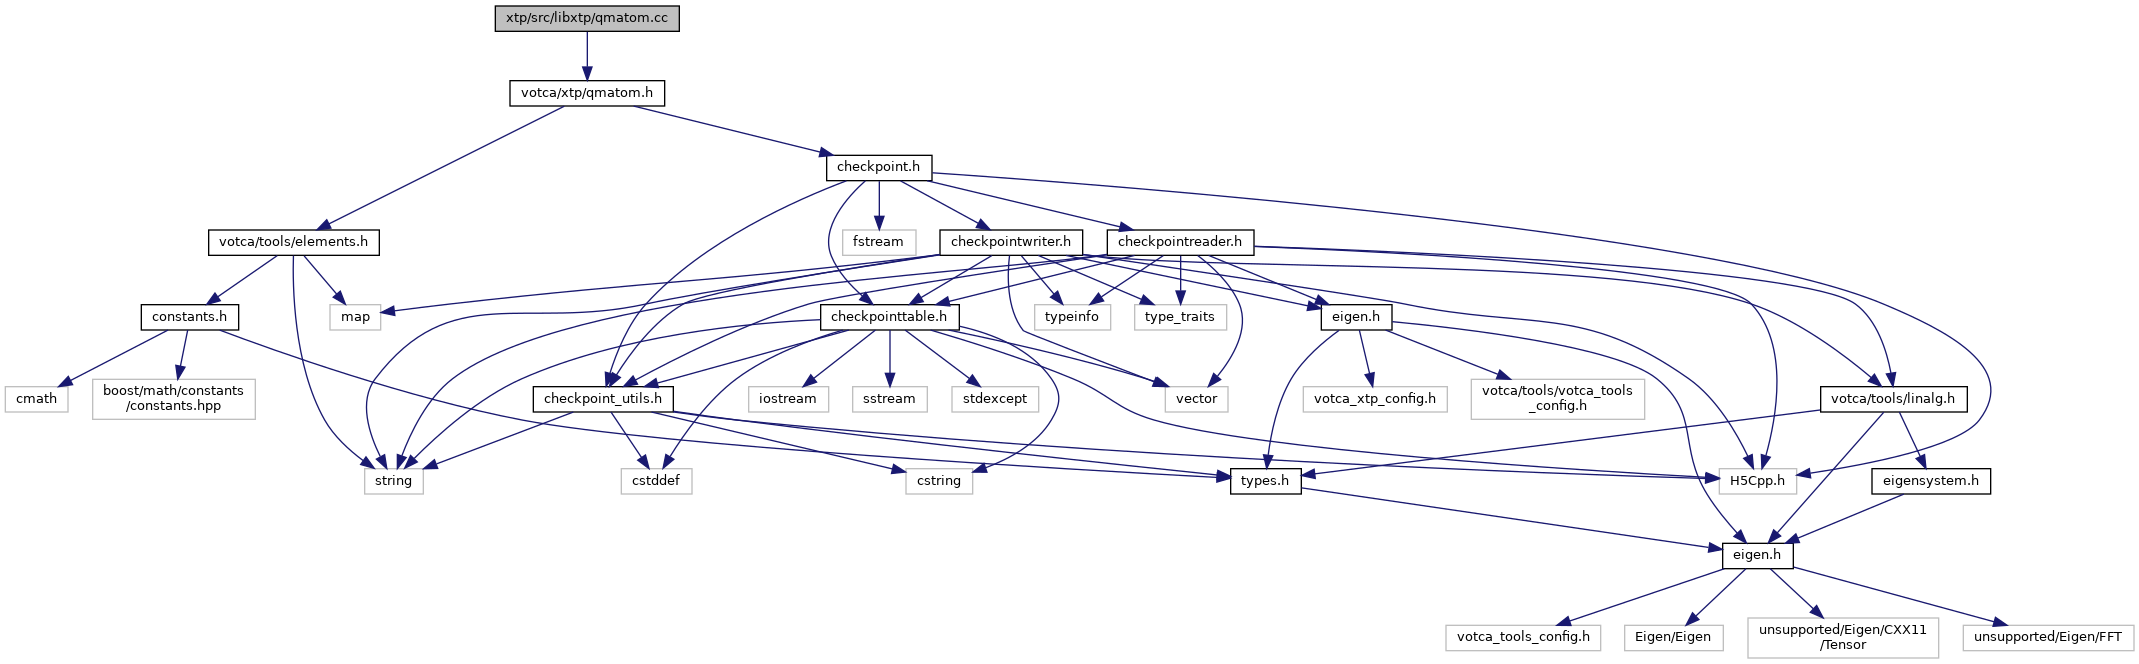 xtp/src/libxtp/qmatom.cc
votca/xtp/qmatom.h
checkpoint.h
votca/tools/elements.h
fstream
checkpointwriter.h
checkpointreader.h
constants.h
map
checkpointtable.h
typeinfo
type_traits
eigen.h
cmath
boost/math/constants
/constants.hpp
checkpoint_utils.h
iostream
sstream
stdexcept
vector
votca_xtp_config.h
votca/tools/votca_tools
_config.h
votca/tools/linalg.h
string
cstddef
cstring
types.h
H5Cpp.h
eigensystem.h
eigen.h
votca_tools_config.h
Eigen/Eigen
unsupported/Eigen/CXX11
/Tensor
unsupported/Eigen/FFT